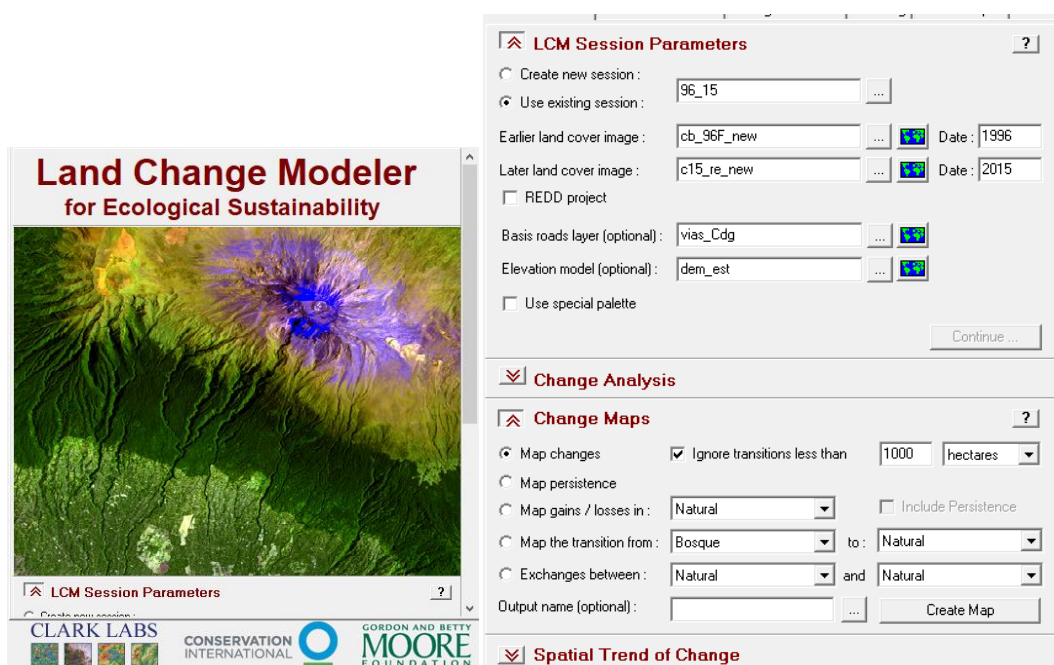 Land Change Modeler
for Ecological Sustainability
LCM Session Parameters
?
CLARK LABS
CONSERVATION
INTERNATIONAL
GORDON AND BETTY
MOORE
FOUNDATION
LCM Session Parameters
?
Create new session :
Use existing session :
96_15
...
Earlier land cover image :
cb_96F_new
...
Date :
1996
Later land cover image :
c15_re_new
...
Date :
2015
REDD project
Basis roads layer (optional) :
vias_Cdg
...
Elevation model (optional) :
dem_est
...
Use special palette
Continue ...
Change Analysis
Change Maps
?
Map changes
Ignore transitions less than
1000
hectares
Map persistence
Map gains / losses in :
Natural
Include Persistence
Map the transition from :
Bosque
to :
Natural
Exchanges between :
Natural
and
Natural
Output name (optional) :
...
Create Map
Spatial Trend of Change